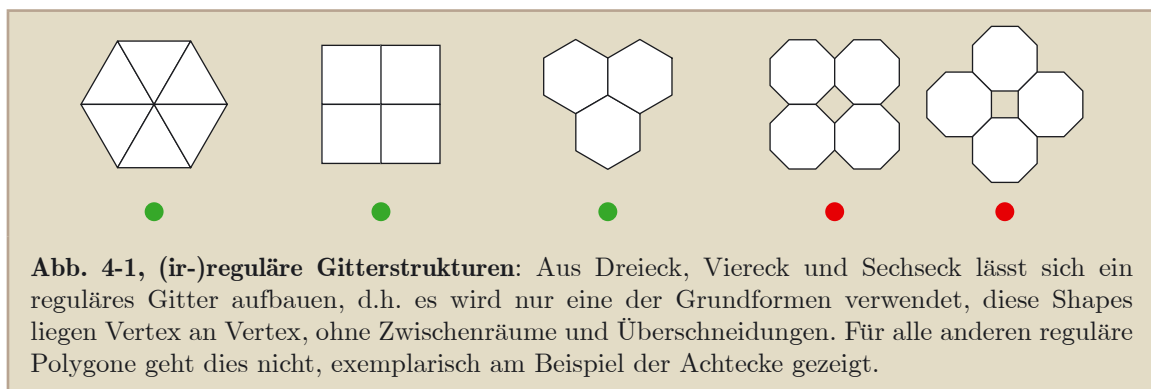 Abb. 4-1, (ir-)reguläre Gitterstrukturen: Aus Dreieck, Viereck und Sechseck lässt sich ein
reguläres Gitter aufbauen, d.h. es wird nur eine der Grundformen verwendet, diese Shapes
liegen Vertex an Vertex, ohne Zwischenräume und Überschneidungen. Für alle anderen reguläre
Polygone geht dies nicht, exemplarisch am Beispiel der Achtecke gezeigt.